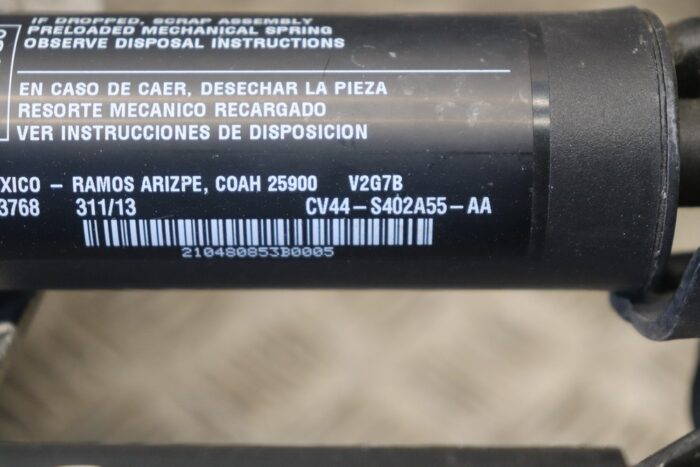 IF DROPPED, SCRAP ASSEMBLY
PRELOADED MECHANICAL SPRING
OBSERVE DISPOSAL INSTRUCTIONS
EN CASO DE CAER, DESECHAR LA PIEZA
RESORTE MECANICO RECARGADO
VER INSTRUCCIONES DE DISPOSICION
XICO - RAMOS ARIZPE, COAH 25900 V2G7B
3768 311/13 CV44-S402A55-AA
210480853B0005